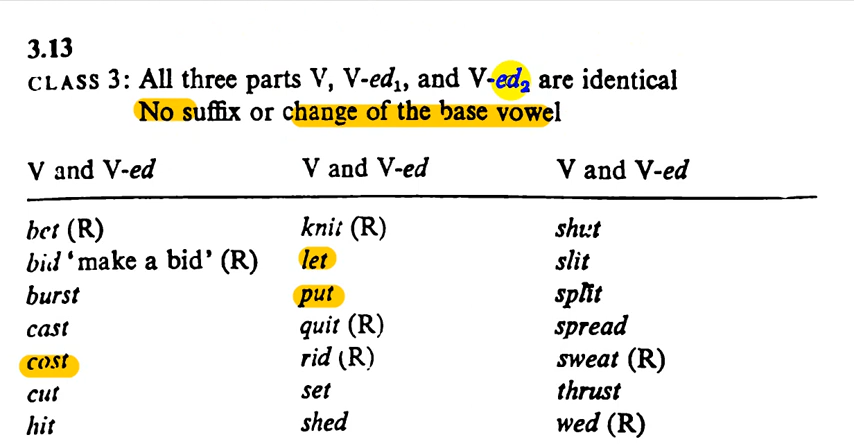 3.13
CLASS 3: All three parts V, V-ed₁, and V-ed₂ are identical
No suffix or change of the base vowel
V and V-ed V and V-ed V and V-ed
bet (R) knit (R) shut
bid ‘make a bid’ (R) let slit
burst put split
cast quit (R) spread
cost rid (R) sweat (R)
cut set thrust
hit shed wed (R)